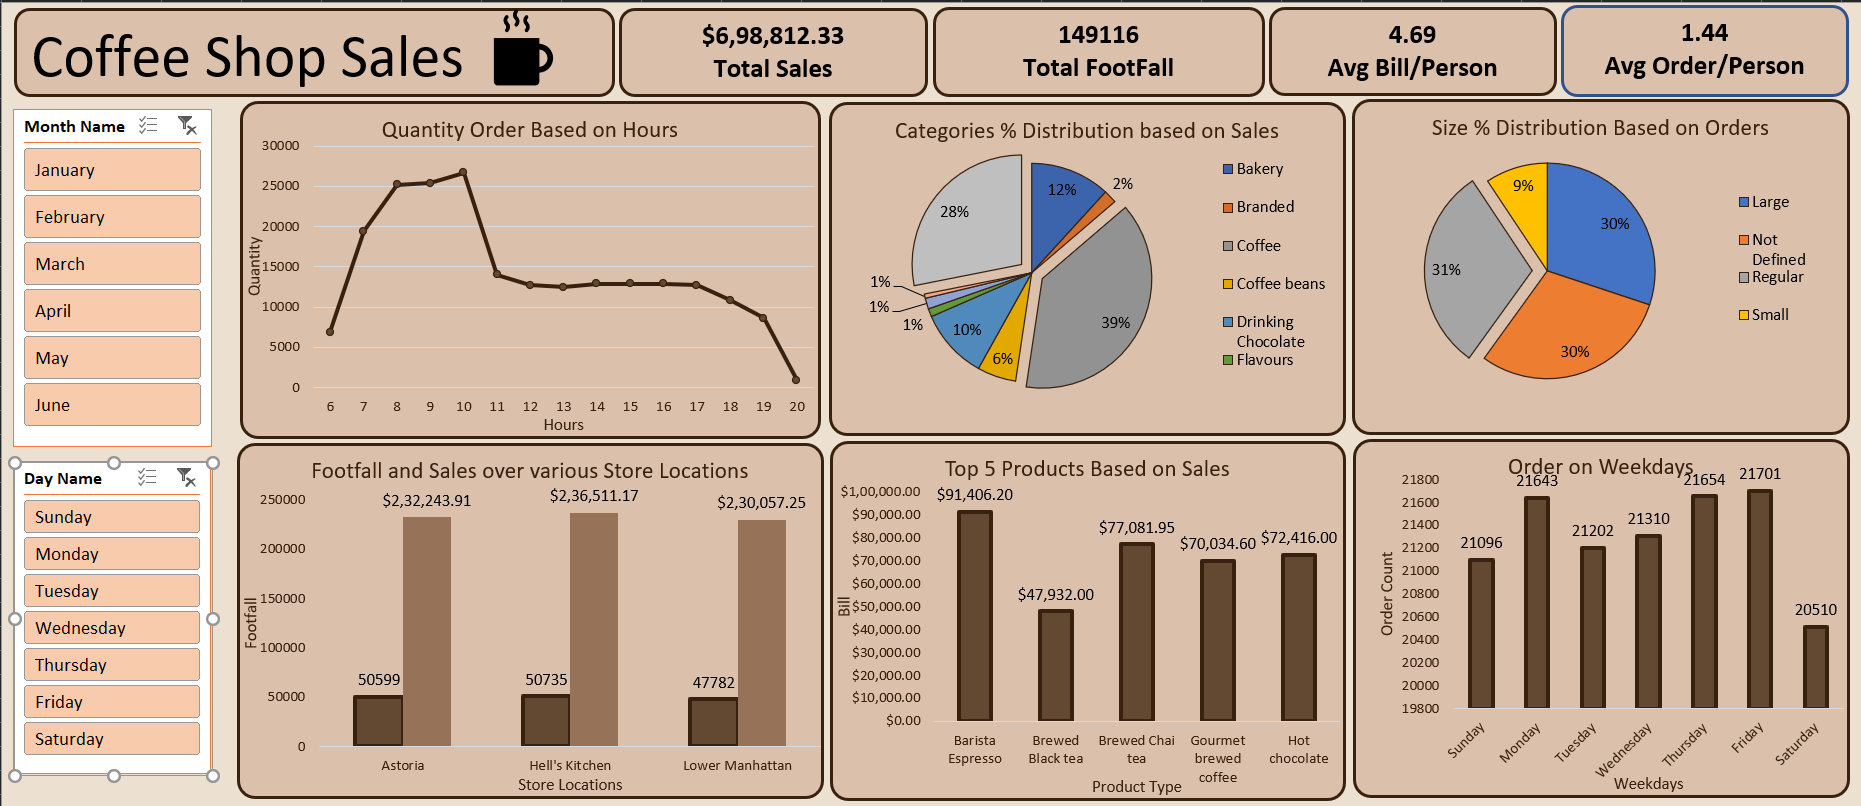 Coffee Shop Sales
$6,98,812.33
Total Sales
149116
Total FootFall
4.69
Avg Bill/Person
1.44
Avg Order/Person
Month Name
January
February
March
April
May
June
Day Name
Sunday
Monday
Tuesday
Wednesday
Thursday
Friday
Saturday
Quantity Order Based on Hours
Quantity
30000
25000
20000
15000
10000
5000
0
6 7 8 9 10 11 12 13 14 15 16 17 18 19 20
Hours
Categories % Distribution based on Sales
12%
2%
39%
6%
10%
1%
1%
1%
28%
Bakery
Branded
Coffee
Coffee beans
Drinking
Chocolate
Flavours
Size % Distribution Based on Orders
30%
30%
31%
9%
Large
Not
Defined
Regular
Small
Footfall and Sales over various Store Locations
Footfall
250000
200000
150000
100000
50000
0
$2,32,243.91
$2,36,511.17
$2,30,057.25
50599
50735
47782
Astoria
Hell's Kitchen
Lower Manhattan
Store Locations
Top 5 Products Based on Sales
Bill
$1,00,000.00
$90,000.00
$80,000.00
$70,000.00
$60,000.00
$50,000.00
$40,000.00
$30,000.00
$20,000.00
$10,000.00
$0.00
$91,406.20
$47,932.00
$77,081.95
$70,034.60
$72,416.00
Barista
Espresso
Brewed
Black tea
Brewed Chai
tea
Gourmet
brewed
coffee
Hot
chocolate
Product Type
Order on Weekdays
Order Count
21800
21600
21400
21200
21000
20800
20600
20400
20200
20000
19800
21096
21643
21202
21310
21654
21701
20510
Sunday
Monday
Tuesday
Wednesday
Thursday
Friday
Saturday
Weekdays